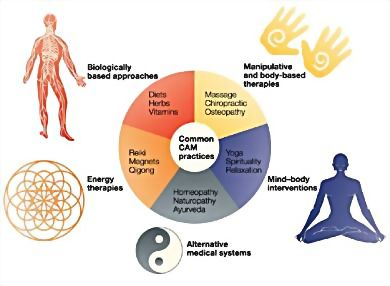 Biologically
based approaches
Manipulative
and body-based
therapies
Diets
Herbs
Vitamins
Massage
Chiropractic
Osteopathy
Common
CAM
practices
Reiki
Magnets
Qigong
Yoga
Spirituality
Relaxation
Homeopathy
Naturopathy
Ayurveda
Energy
therapies
Mind–body
interventions
Alternative
medical systems